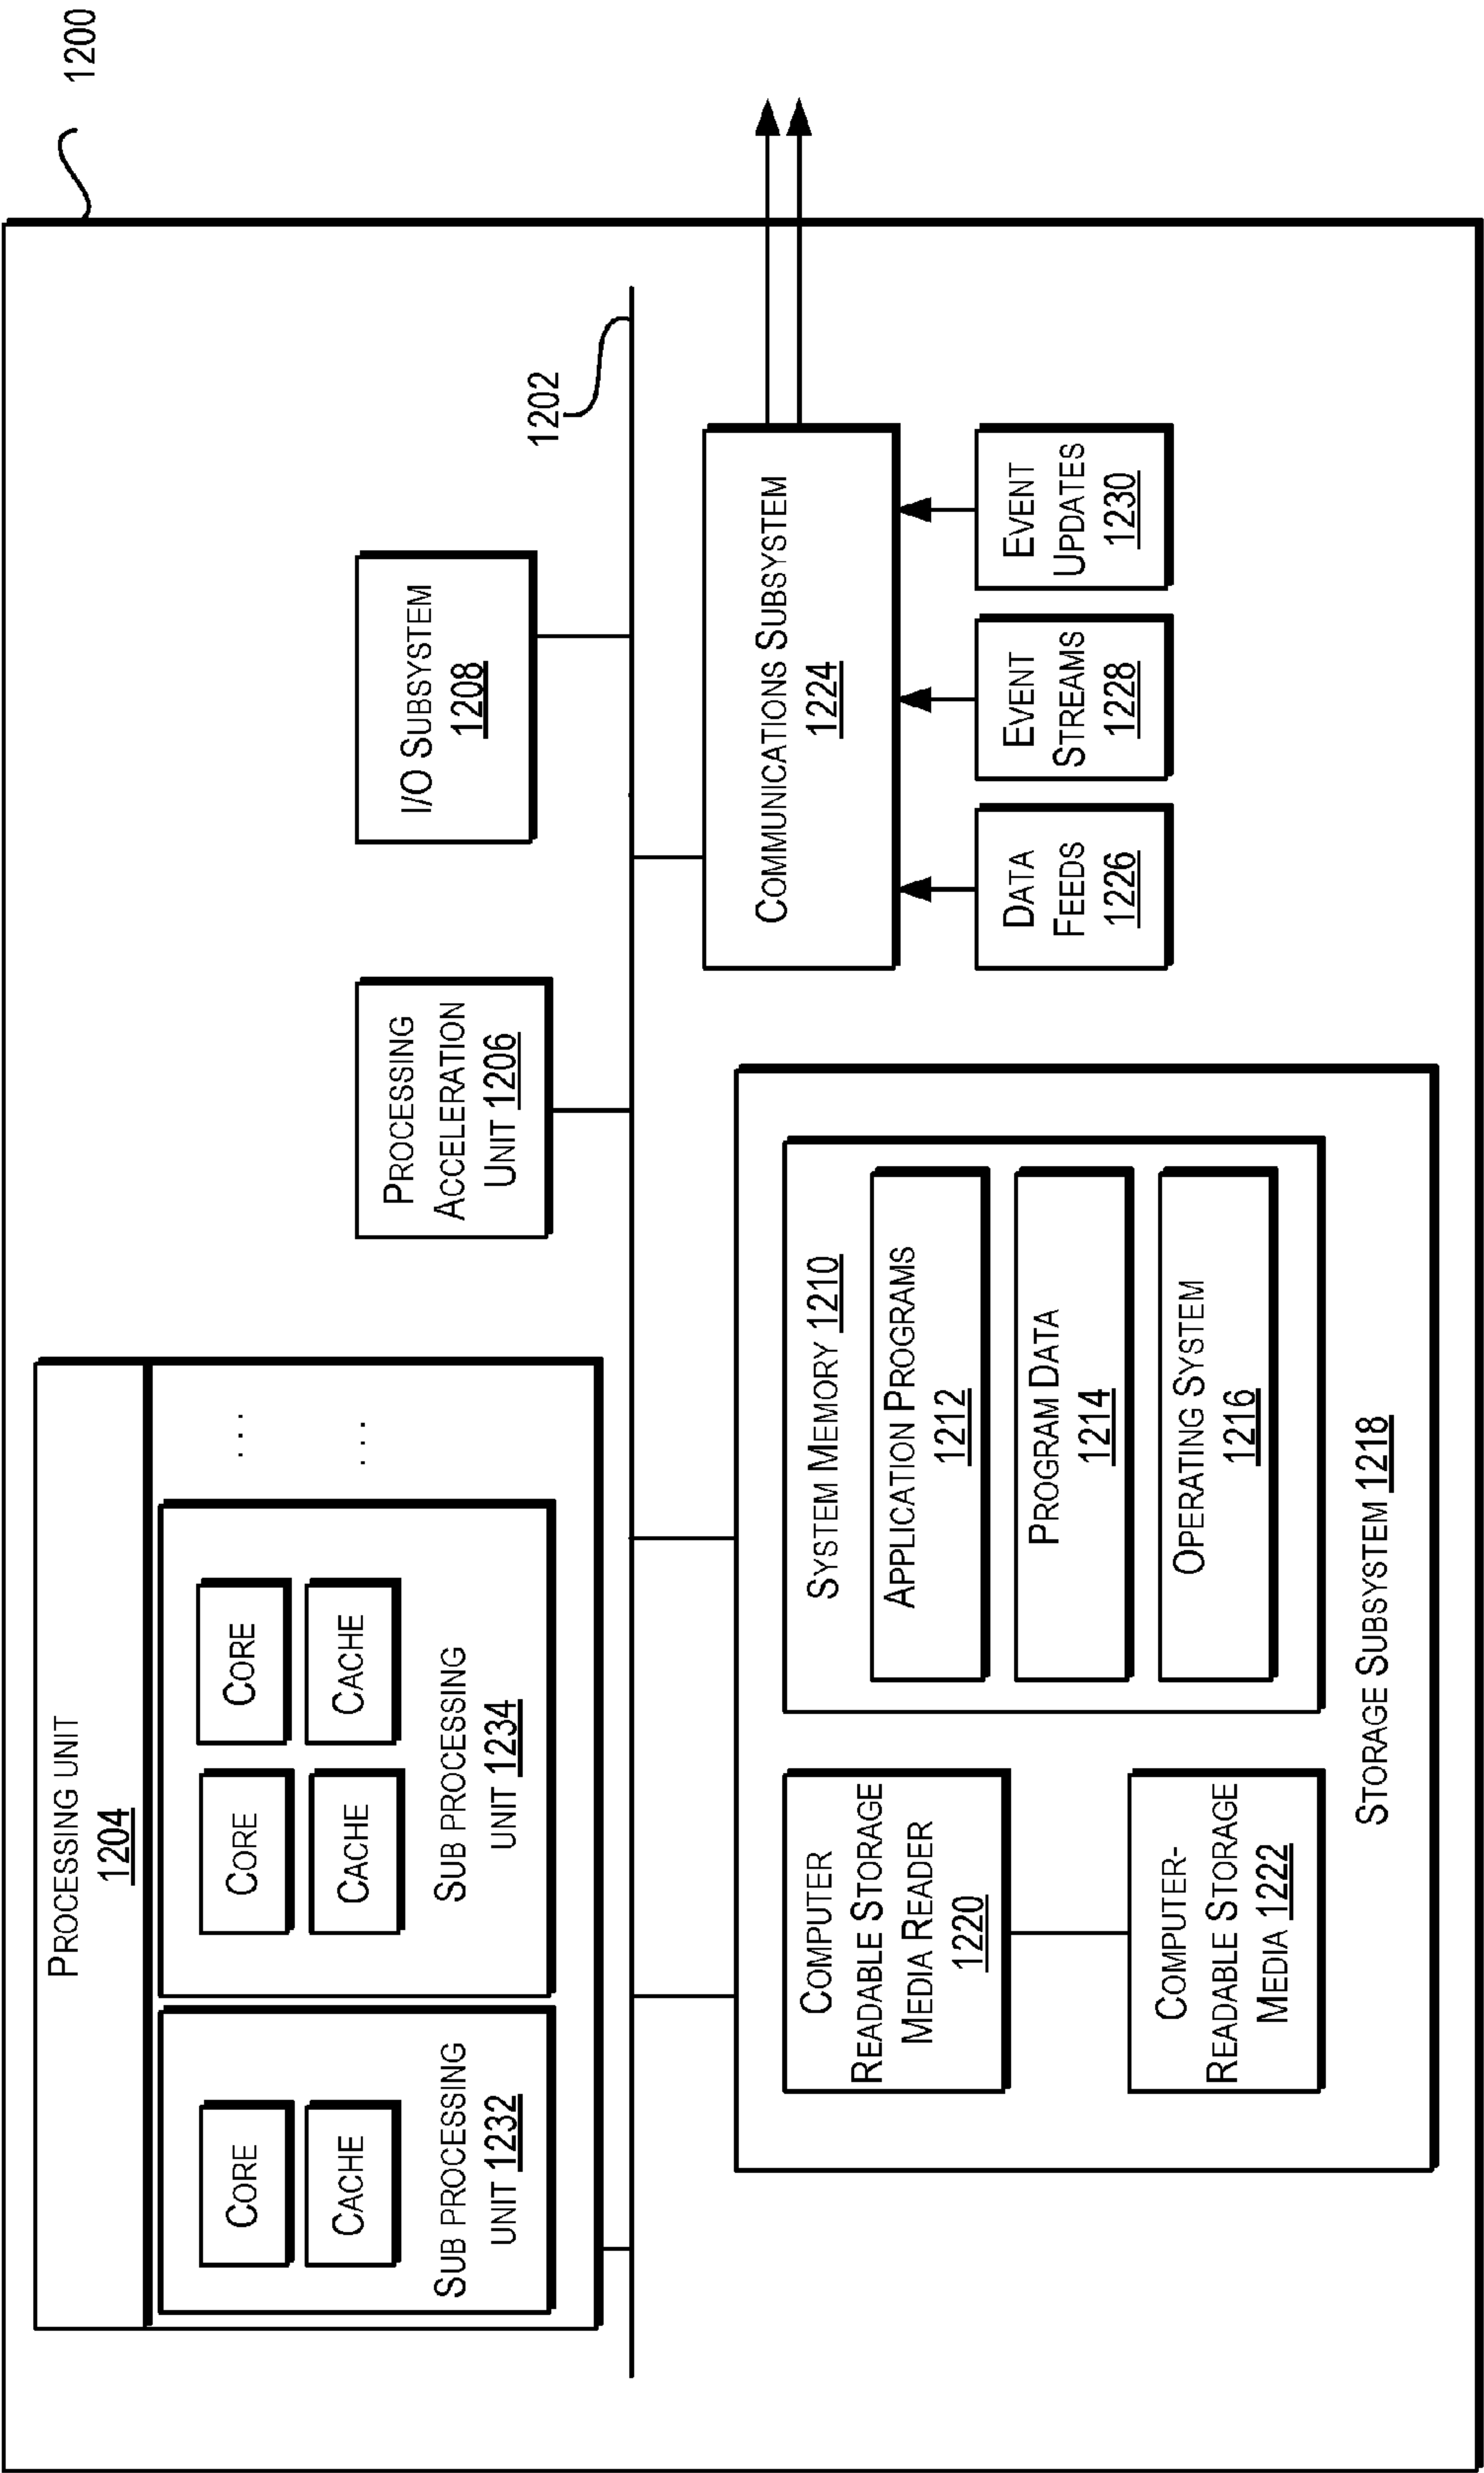 1200
PROCESSING UNIT
1204
CORE
CACHE
SUB PROCESSING
UNIT 1232
CORE
CORE
CACHE
CACHE
SUB PROCESSING
UNIT 1234
...
...
PROCESSING
ACCELERATION
UNIT 1206
I/O SUBSYSTEM
1208
1202
COMPUTER
READABLE STORAGE
MEDIA READER
1220
COMPUTER-
READABLE STORAGE
MEDIA 1222
SYSTEM MEMORY 1210
APPLICATION PROGRAMS
1212
PROGRAM DATA
1214
OPERATING SYSTEM
1216
STORAGE SUBSYSTEM 1218
COMMUNICATIONS SUBSYSTEM
1224
DATA
FEEDS
1226
EVENT
STREAMS
1228
EVENT
UPDATES
1230